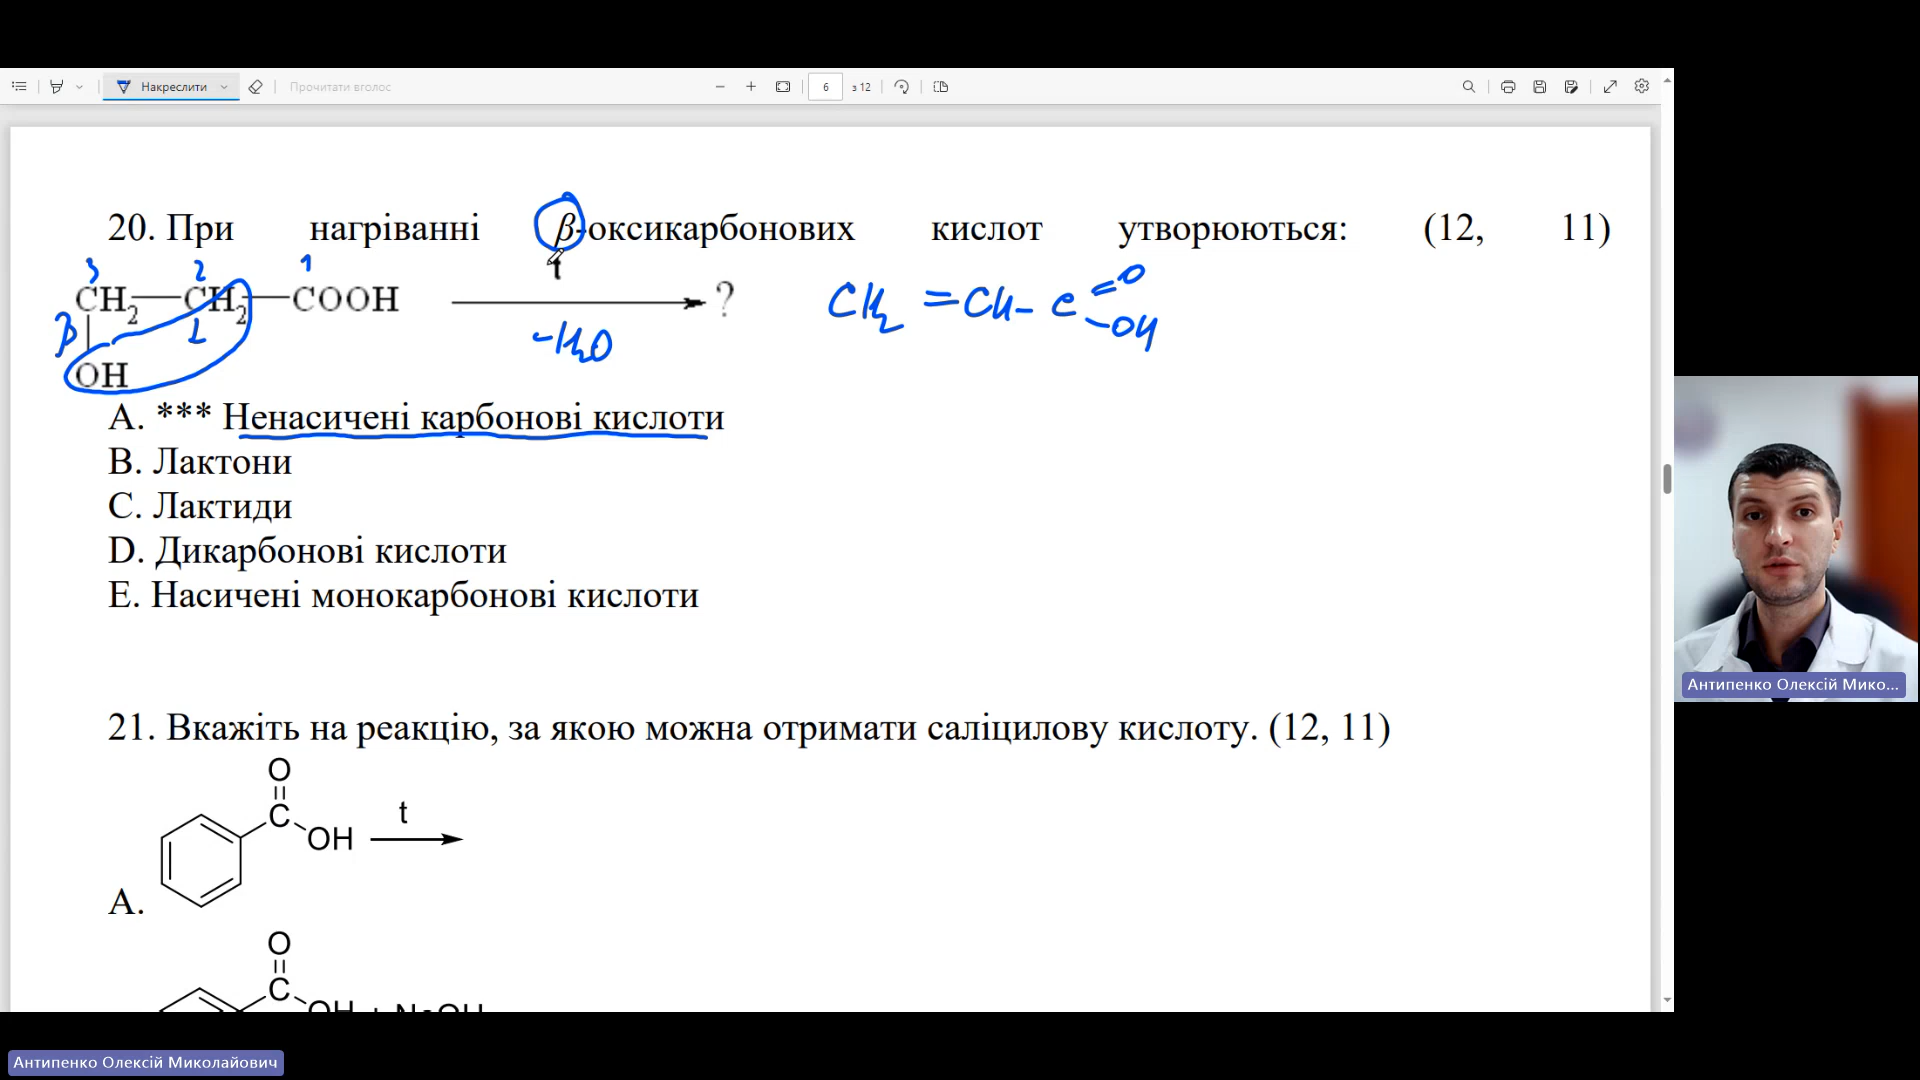 Накреслити
Прочитати вголос
6 з 12
20. При нагріванні β-оксикарбонових кислот утворюються: (12, 11)
3 2 1 t
CH2—CH2—COOH ? CH2 =CH- C =O -OH
β L -H2O
OH
A. *** Ненасичені карбонові кислоти
B. Лактони
C. Лактиди
D. Дикарбонові кислоти
E. Насичені монокарбонові кислоти
21. Вкажіть на реакцію, за якою можна отримати саліцилову кислоту. (12, 11)
O
C
OH t
A.
O
C
OH + NaOH
Антипенко Олексій Мико...
Антипенко Олексій Миколайович